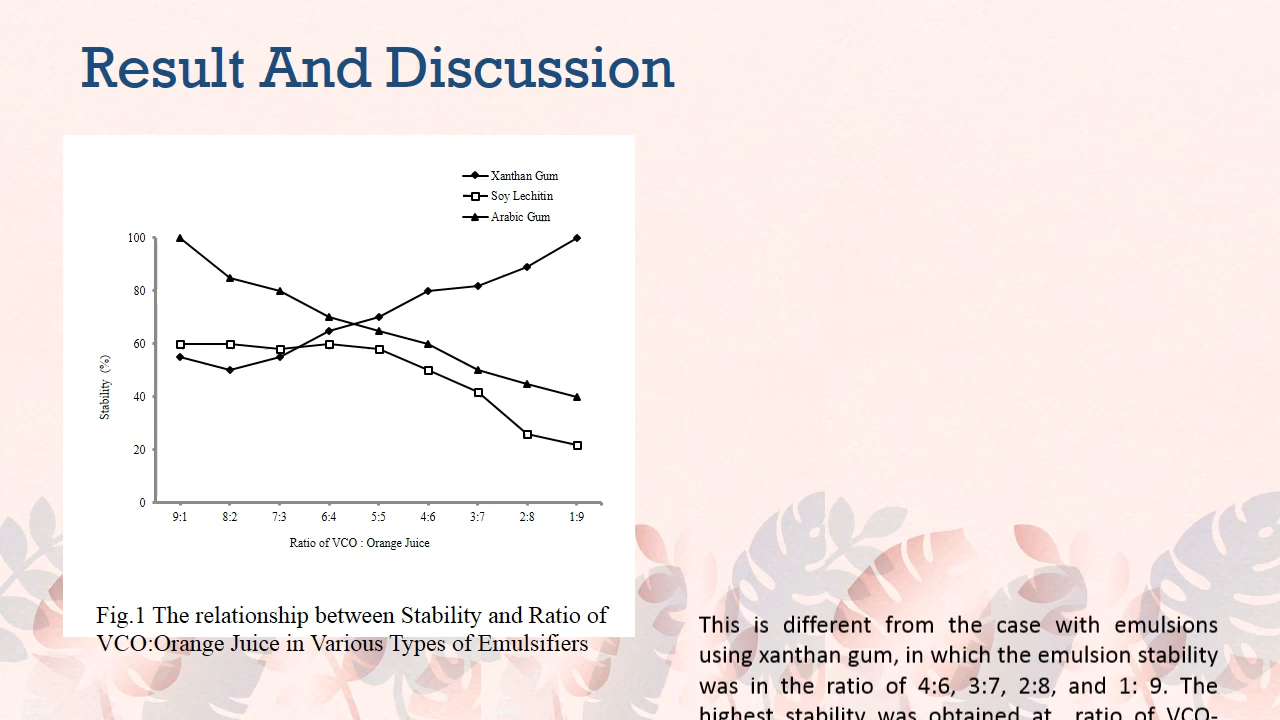 Result And Discussion
Xanthan Gum
Soy Lechitin
Arabic Gum
100
80
60
40
20
0
Stability (%)
9:1 8:2 7:3 6:4 5:5 4:6 3:7 2:8 1:9
Ratio of VCO : Orange Juice
Fig.1 The relationship between Stability and Ratio of
VCO:Orange Juice in Various Types of Emulsifiers
This is different from the case with emulsions
using xanthan gum, in which the emulsion stability
was in the ratio of 4:6, 3:7, 2:8, and 1: 9. The
highest stability was obtained at ratio of VCO-